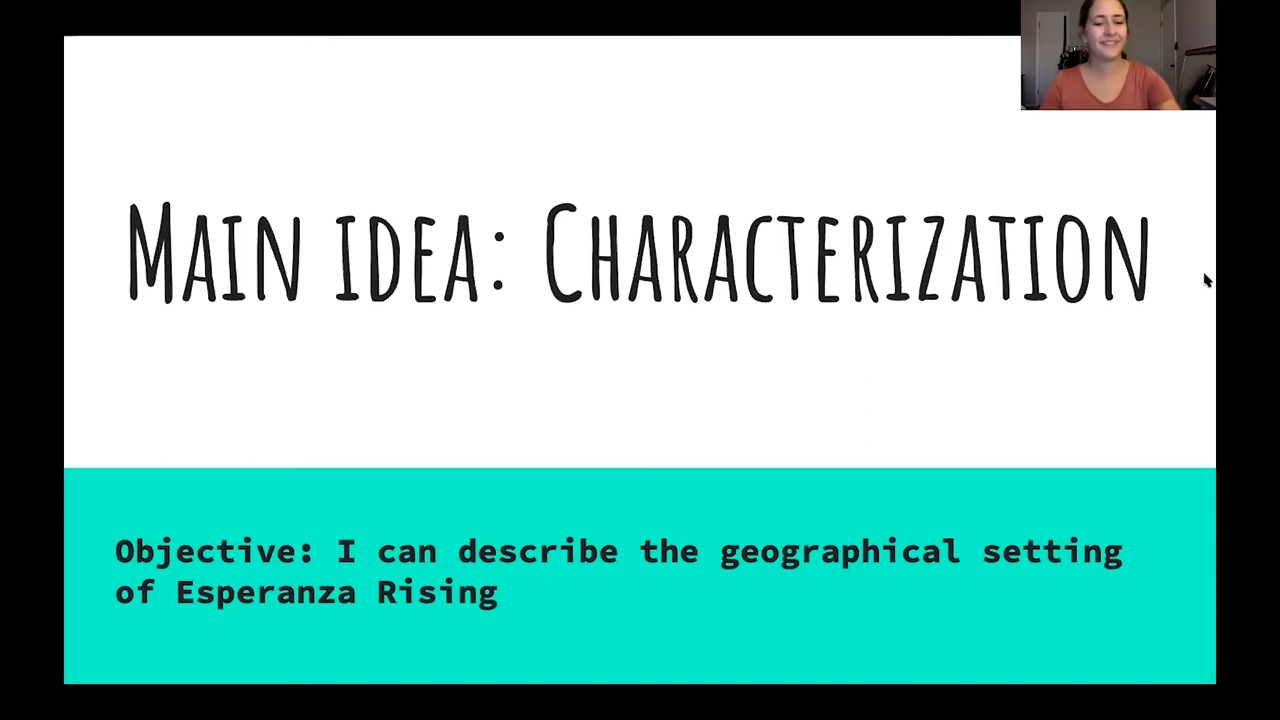 Main idea: Characterization
Objective: I can describe the geographical setting
of Esperanza Rising